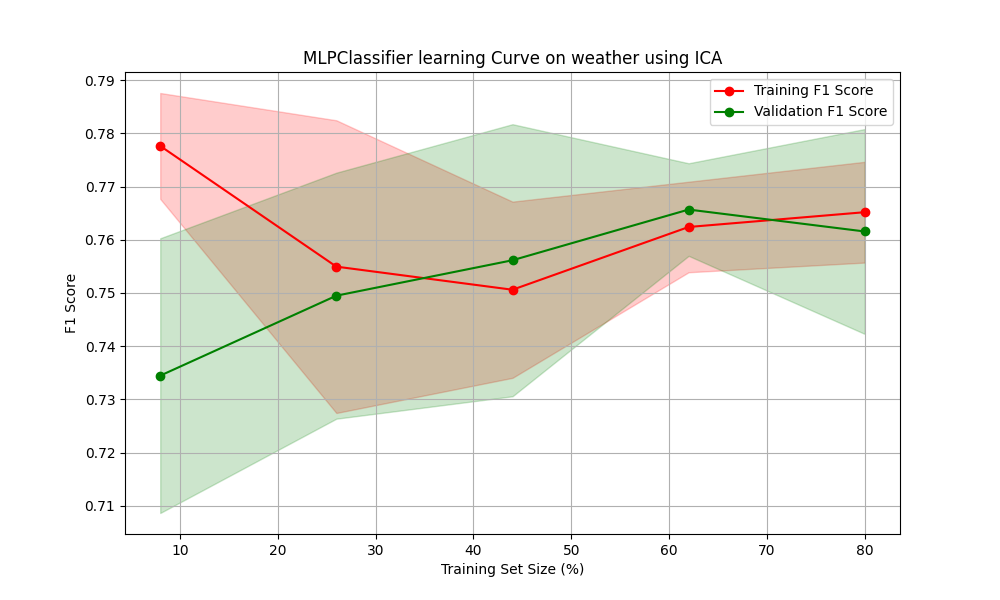 MLPClassifier learning Curve on weather using ICA
Training F1 Score
Validation F1 Score
F1 Score
0.79
0.78
0.77
0.76
0.75
0.74
0.73
0.72
0.71
10 20 30 40 50 60 70 80
Training Set Size (%)